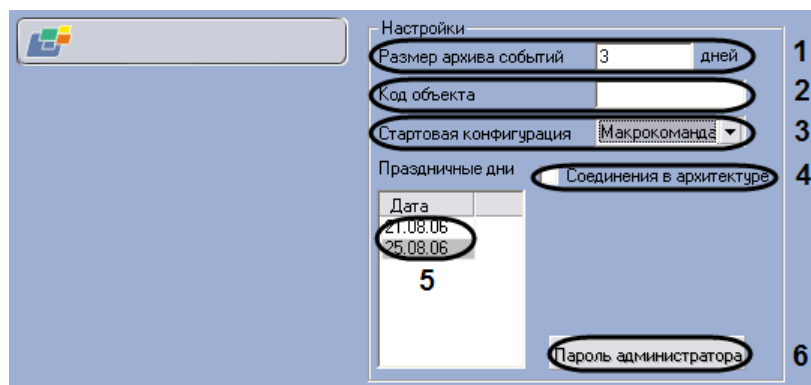 Настройки
Размер архива событий 3 дней 1
Код объекта 2
Стартовая конфигурация Макрокоманда 3
Праздничные дни Соединения в архитектуре 4
Дата
21.08.06
25.08.06
5
Пароль администратора 6